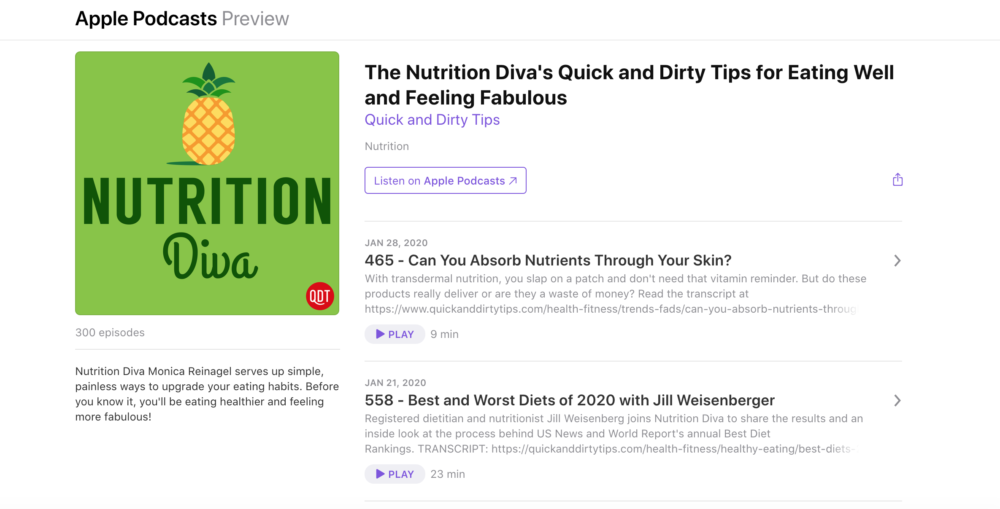 Apple Podcasts Preview
NUTRITION
Diva
QDT
300 episodes
Nutrition Diva Monica Reinagel serves up simple,
painless ways to upgrade your eating habits. Before
you know it, you'll be eating healthier and feeling
more fabulous!
The Nutrition Diva's Quick and Dirty Tips for Eating Well
and Feeling Fabulous
Quick and Dirty Tips
Nutrition
Listen on Apple Podcasts ↗
JAN 28, 2020
465 - Can You Absorb Nutrients Through Your Skin?
With transdermal nutrition, you slap on a patch and don't need that vitamin reminder. But do these
products really deliver or are they a waste of money? Read the transcript at
https://www.quickanddirtytips.com/health-fitness/trends-fads/can-you-absorb-nutrients-throug
PLAY 9 min
JAN 21, 2020
558 - Best and Worst Diets of 2020 with Jill Weisenberger
Registered dietitian and nutritionist Jill Weisenberg joins Nutrition Diva to share the results and an
inside look at the process behind US News and World Report's annual Best Diet
Rankings. TRANSCRIPT: https://quickanddirtytips.com/health-fitness/healthy-eating/best-diets-
PLAY 23 min